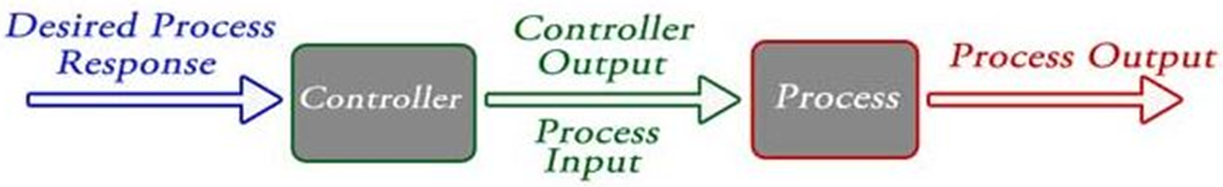 Desired Process
Response
Controller
Controller
Output
Process
Input
Process
Process Output